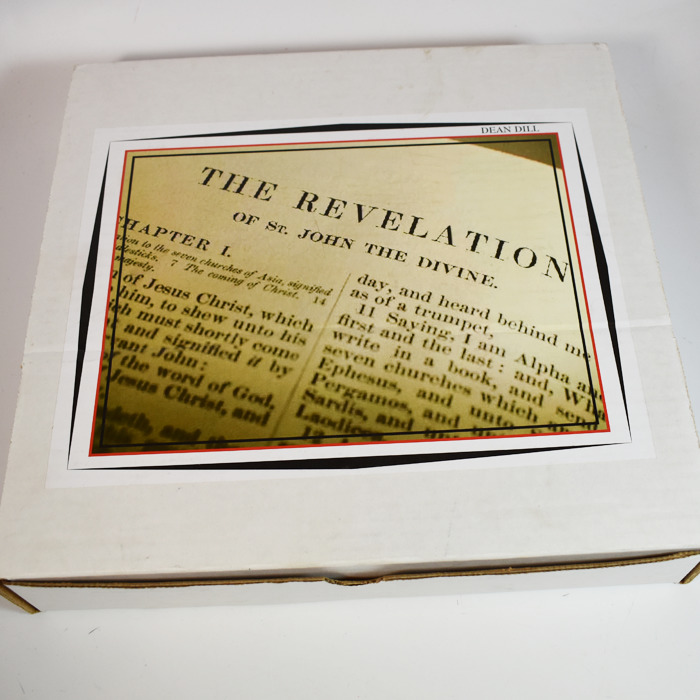 DEAN DILL
THE REVELATION
OF ST. JOHN THE DIVINE.
CHAPTER I.
to the seven churches of Asia, signified
7 The coming of Christ. 14
of Jesus Christ, which
him, to shew unto his
must shortly come
and signified it by
John:
the word of God,
Jesus Christ, and
day, and heard behind me
as of a trumpet,
11 Saying, I am Alpha and
first and the last: and, Wh
write in a book, and send
seven churches which
Ephesus, and unto
Pergamos, and
Sardis, and
Laodicea